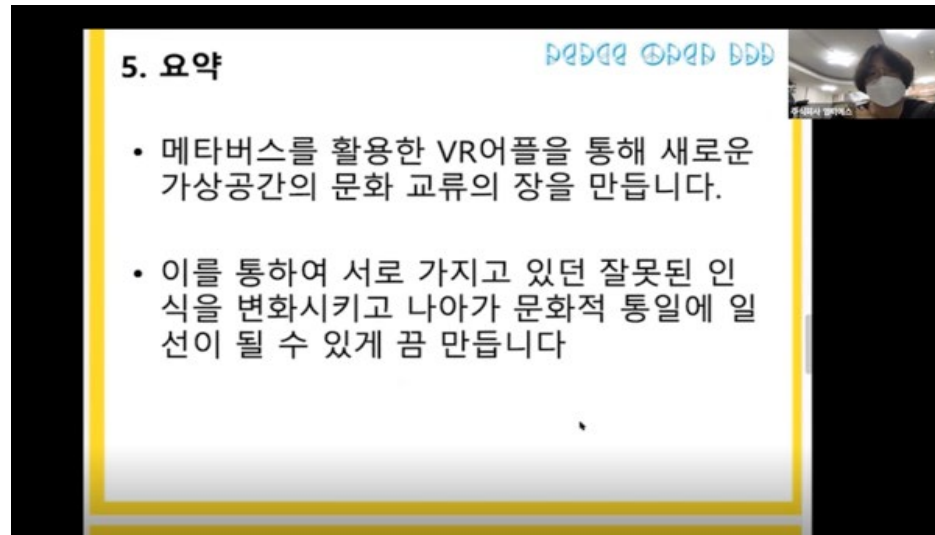 5. 요약
• 메타버스를 활용한 VR어플을 통해 새로운
가상공간의 문화 교류의 장을 만듭니다.
• 이를 통하여 서로 가지고 있던 잘못된 인
식을 변화시키고 나아가 문화적 통일에 일
선이 될 수 있게 끔 만듭니다
주식회사